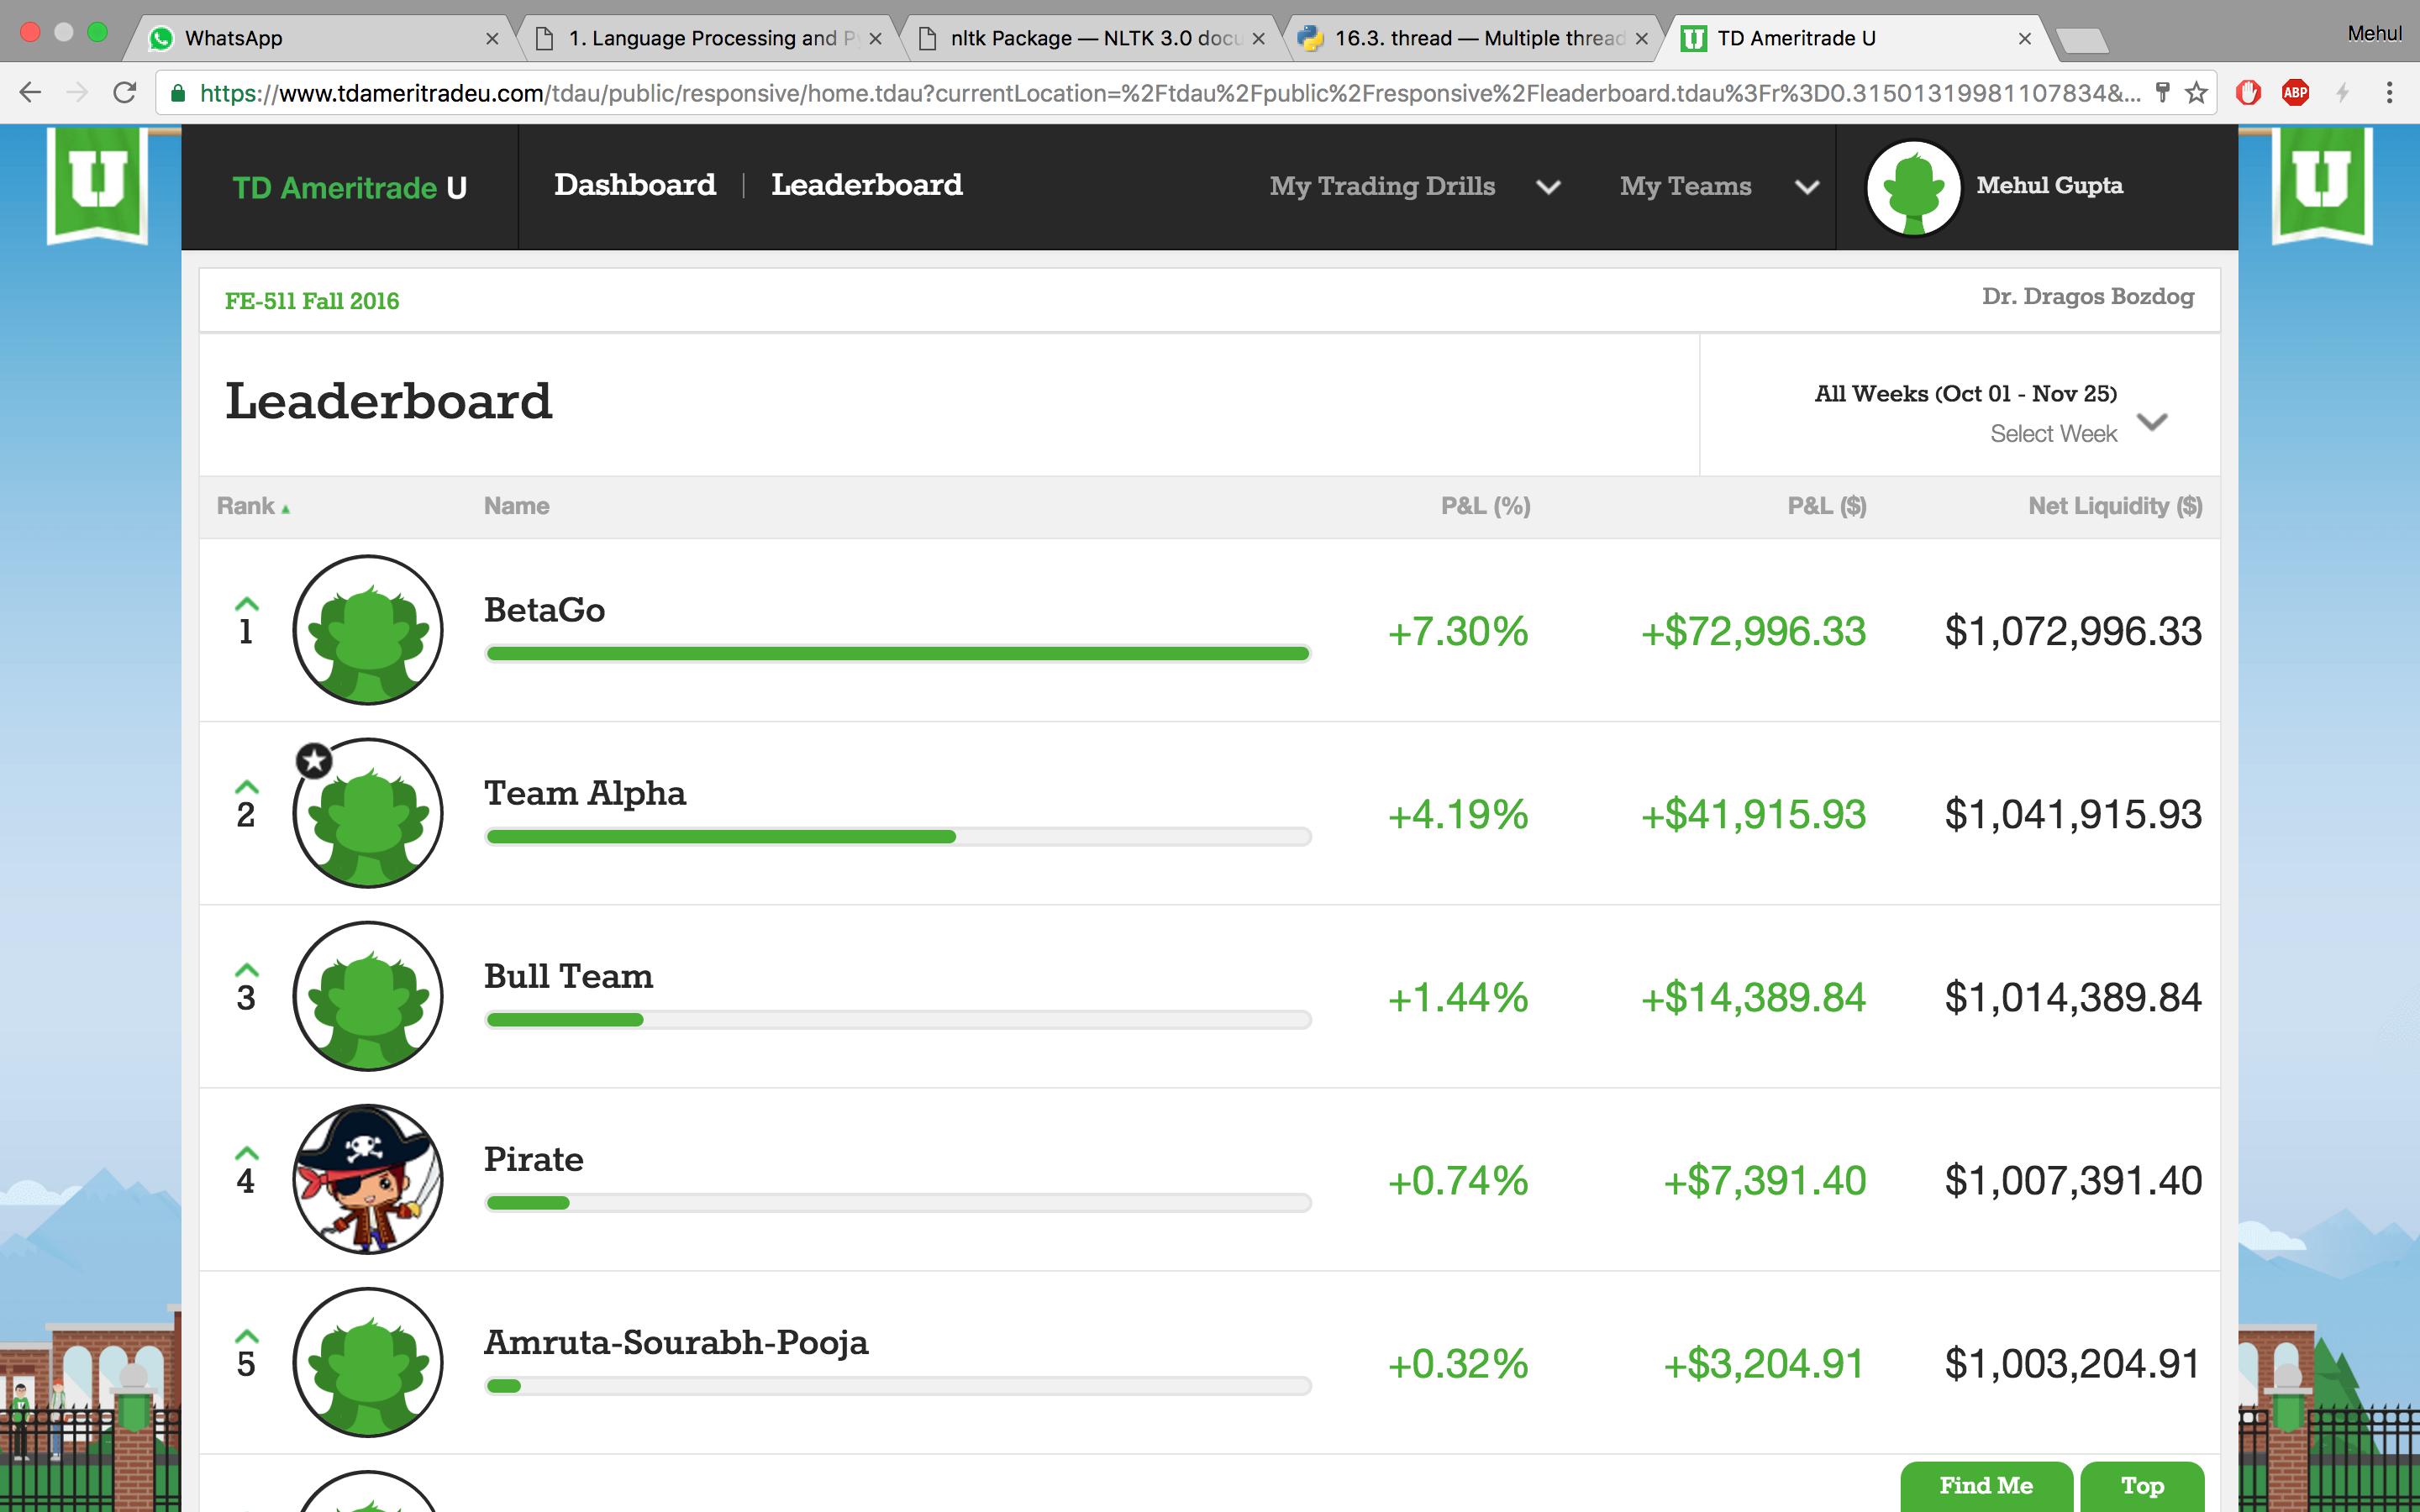 WhatsApp
1. Language Processing and Py
nltk Package — NLTK 3.0 docu
16.3. thread — Multiple thread
TD Ameritrade U
Mehul
https://www.tdameritradeu.com/tdau/public/responsive/home.tdau?currentLocation=%2Ftdau%2Fpublic%2Fresponsive%2Fleaderboard.tdau%3Fr%3D0.31501319981107834&...
ABP
U
TD Ameritrade U
Dashboard | Leaderboard
My Trading Drills
My Teams
Mehul Gupta
U
FE-511 Fall 2016
Dr. Dragos Bozdog
Leaderboard
All Weeks (Oct 01 - Nov 25)
Select Week
Rank Name P&L (%) P&L ($) Net Liquidity ($)
1 BetaGo +7.30% +$72,996.33 $1,072,996.33
2 Team Alpha +4.19% +$41,915.93 $1,041,915.93
3 Bull Team +1.44% +$14,389.84 $1,014,389.84
4 Pirate +0.74% +$7,391.40 $1,007,391.40
5 Amruta-Sourabh-Pooja +0.32% +$3,204.91 $1,003,204.91
Find Me
Top